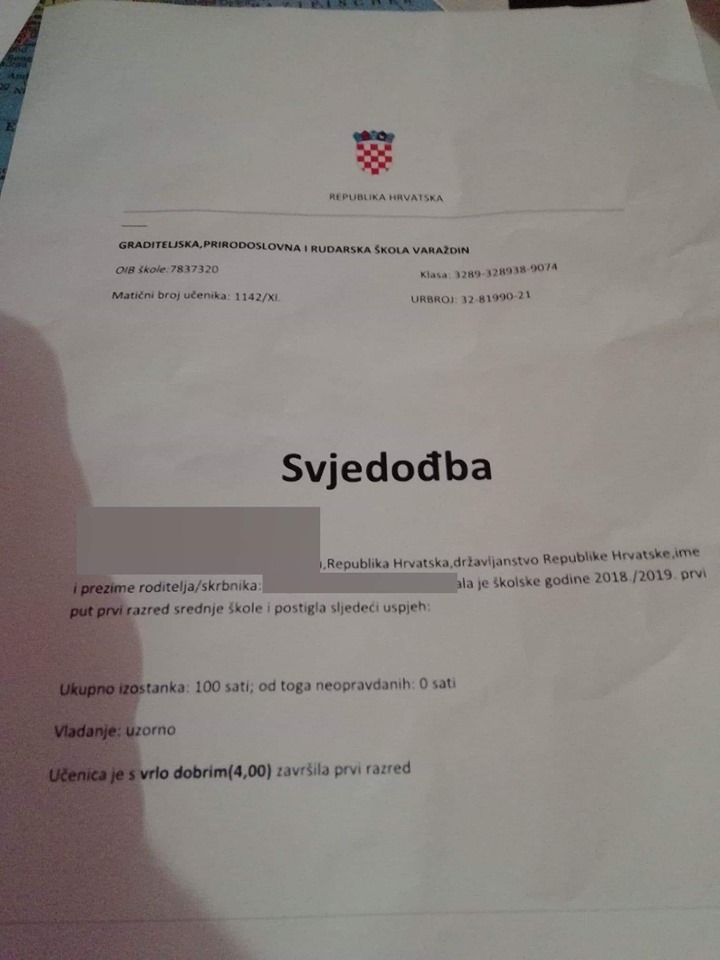 REPUBLIKA HRVATSKA
GRADITELJSKA,PRIRODOSLOVNA I RUDARSKA ŠKOLA VARAŽDIN
OIB škole:7837320
Klasa: 3289-328938-9074
Matični broj učenika: 1142/XI.
URBROJ: 32-81990-21
Svjedođba
,Republika Hrvatska,državljanstvo Republike Hrvatske,ime
i prezime roditelja/skrbnika: ala je školske godine 2018./2019. prvi
put prvi razred srednje škole i postigla sljedeći uspjeh:
Ukupno izostanka: 100 sati; od toga neopravdanih: 0 sati
Vladanje: uzorno
Učenica je s vrlo dobrim(4,00) završila prvi razred